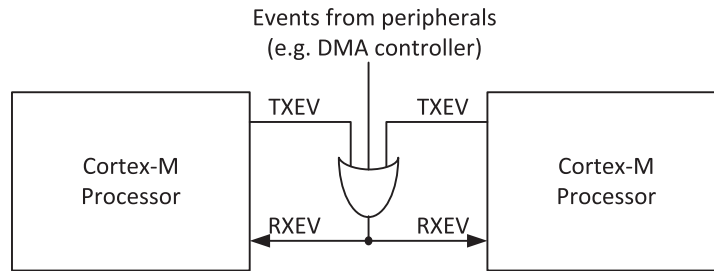 Events from peripherals
(e.g. DMA controller)
TXEV
TXEV
Cortex-M
Processor
Cortex-M
Processor
RXEV
RXEV